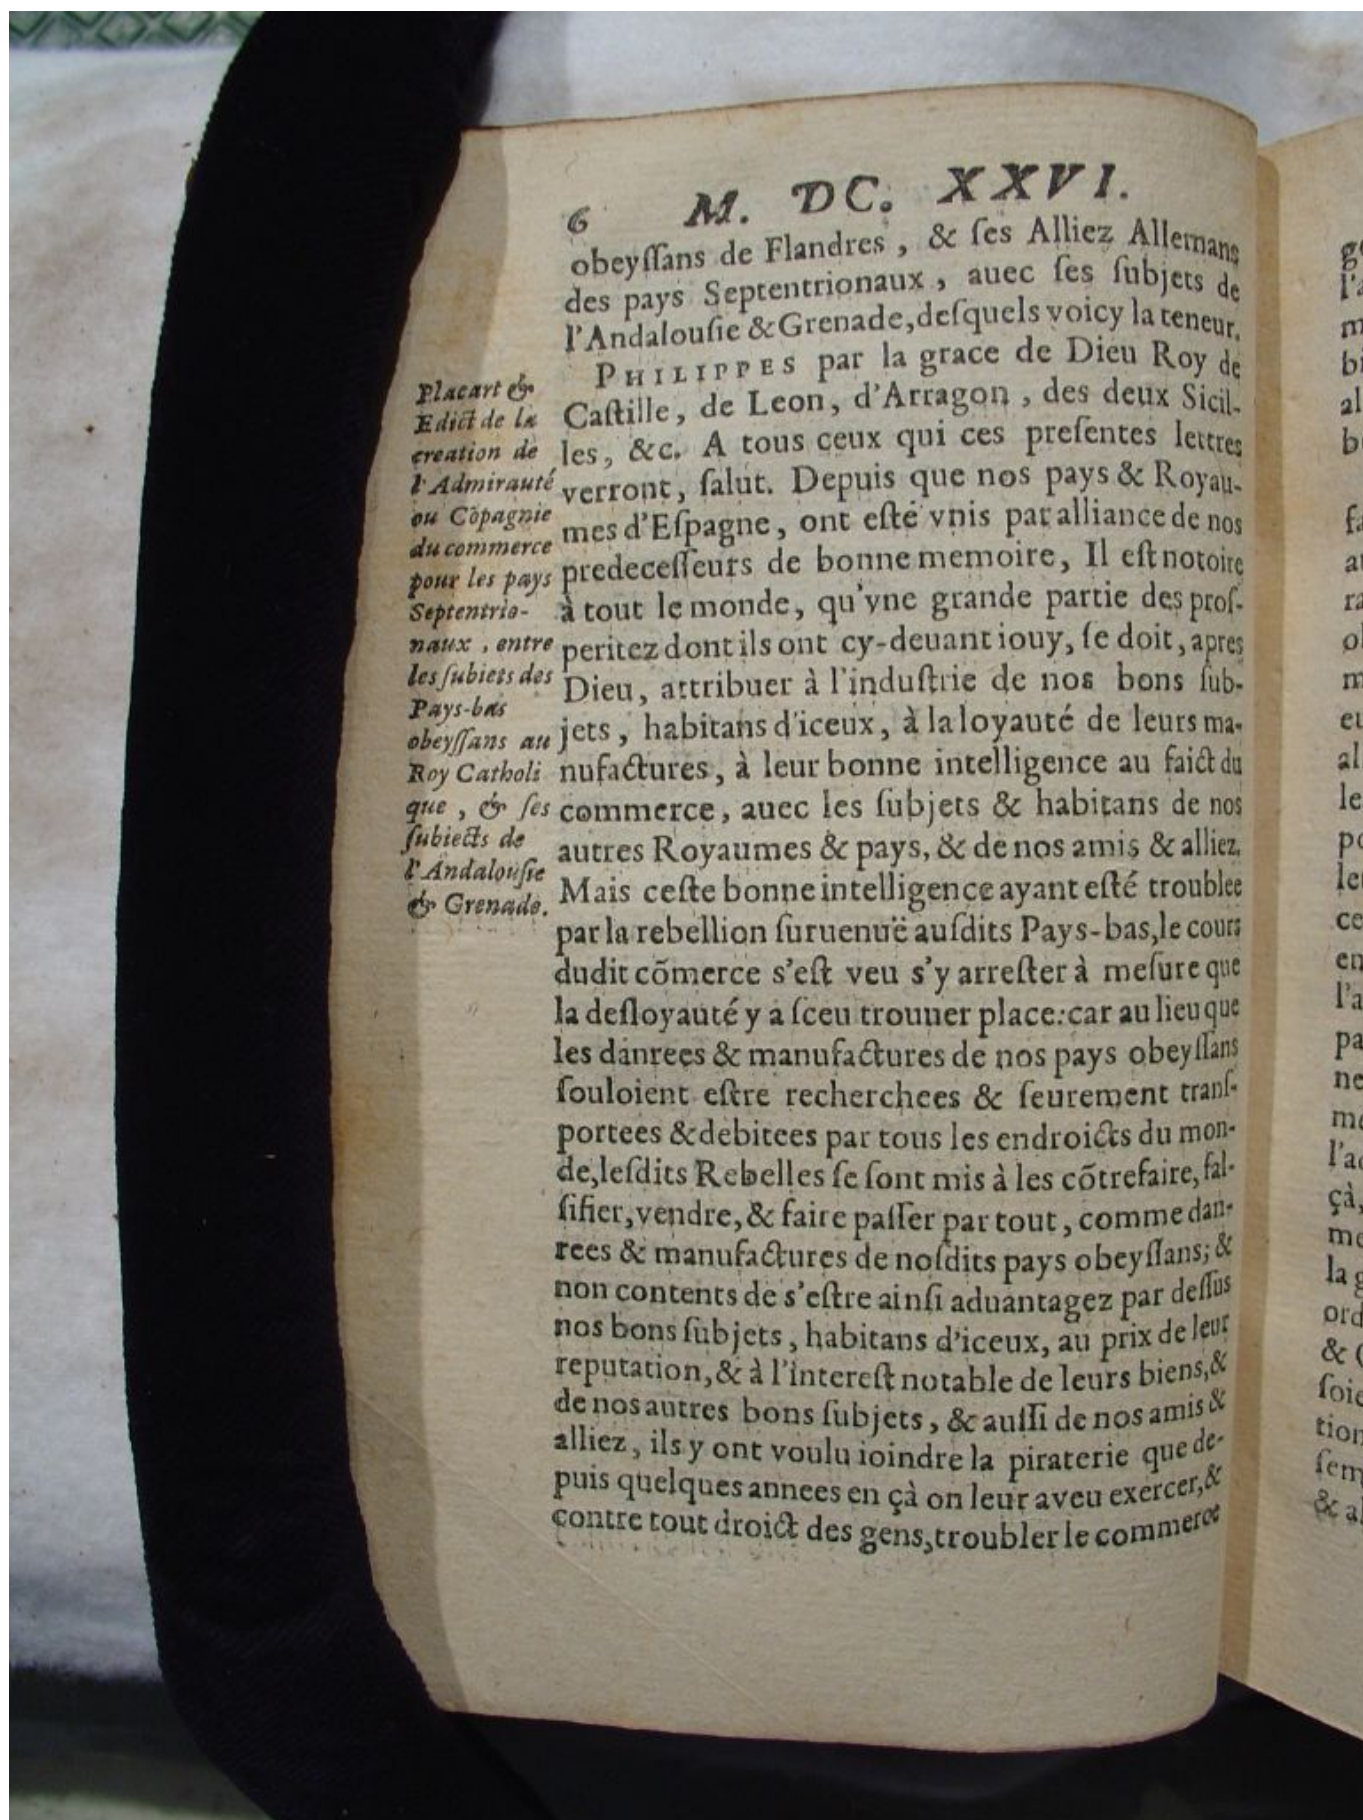 6 M. DC. XXVI.
obeyſſans de Flandres, & ſes Alliez Allemans
des pays Septentrionaux, auec ſes ſubjets de
l'Andalouſie & Grenade, deſquels voicy la teneur.
PHILIPPES par la grace de Dieu Roy de
Caſtille, de Leon, d'Arragon, des deux Sicil-
les, &c. A tous ceux qui ces preſentes lettres
verront, ſalut. Depuis que nos pays & Royau-
mes d'Eſpagne, ont eſté vnis par alliance de nos
predeceſſeurs de bonne memoire, Il eſt notoire
à tout le monde, qu'vne grande partie des proſ-
peritez dont ils ont cy-deuant iouy, ſe doit, apres
Dieu, attribuer à l'induſtrie de nos bons ſub-
jets, habitans d'iceux, à la loyauté de leurs ma-
nufactures, à leur bonne intelligence au faict du
commerce, auec les ſubjets & habitans de nos
autres Royaumes & pays, & de nos amis & alliez.
Mais ceſte bonne intelligence ayant eſté troublee
par la rebellion ſuruenuë auſdits Pays-bas, le cours
dudit cõmerce s'eſt veu s'y arreſter à meſure que
la deſloyauté y a ſceu trouuer place: car au lieu que
les danrees & manufactures de nos pays obeyſſans
ſouloient eſtre recherchees & ſeurement tranſ-
portees & debitees par tous les endroicts du mon-
de, leſdits Rebelles ſe ſont mis à les cõtrefaire, fal-
ſifier, vendre, & faire paſſer par tout, comme dan-
rees & manufactures de noſdits pays obeyſſans; &
non contents de s'eſtre ainſi aduantagez par deſſus
nos bons ſubjets, habitans d'iceux, au prix de leur
reputation, & à l'intereſt notable de leurs biens, &
de nos autres bons ſubjets, & auſſi de nos amis &
alliez, ils y ont voulu ioindre la piraterie que de-
puis quelques annees en çà on leur a veu exercer, &
contre tout droict des gens, troubler le commerce
Placart &
Edict de la
creation de
l'Admirauté
ou Cõpagnie
du commerce
pour les pays
Septentrio-
naux, entre
les ſubiets des
Pays-bas
obeyſſans au
Roy Catholi
que, & ſes
ſubiects de
l'Andalouſie
& Grenade.